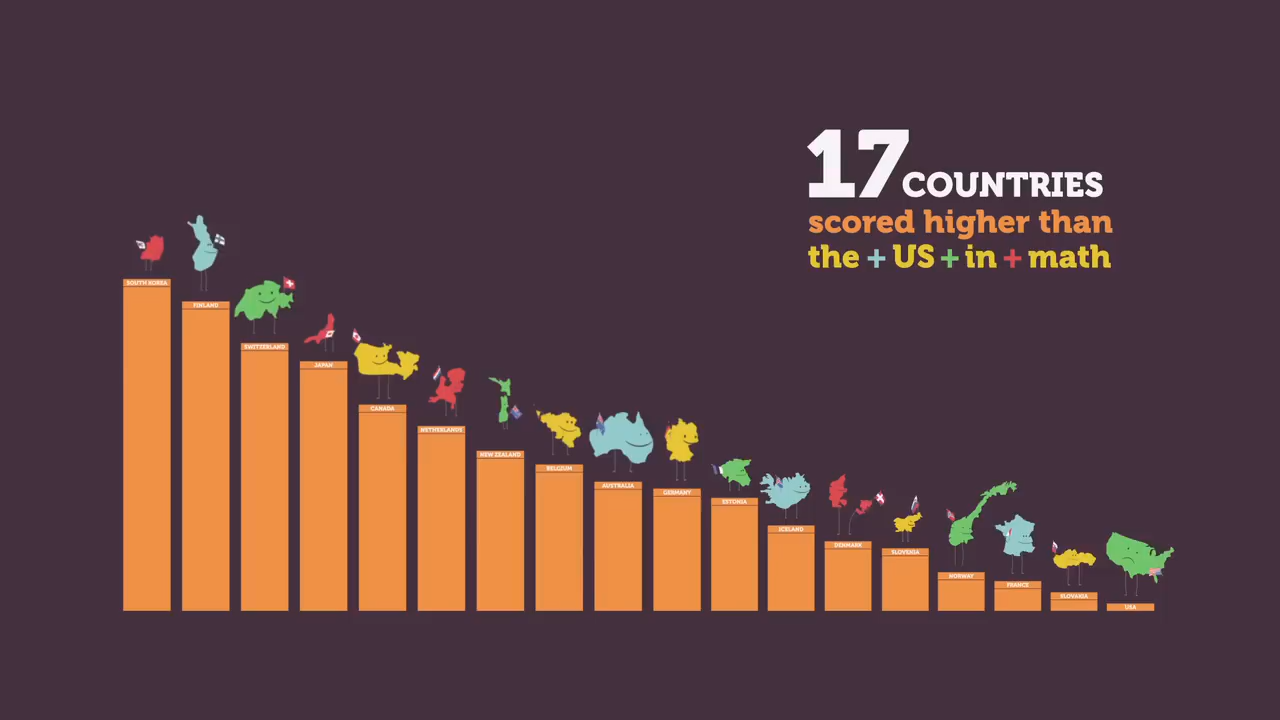 17 COUNTRIES
scored higher than
the + US + in + math
SOUTH KOREA
FINLAND
SWITZERLAND
JAPAN
CANADA
NETHERLANDS
NEW ZEALAND
BELGIUM
AUSTRALIA
GERMANY
ESTONIA
ICELAND
DENMARK
SLOVENIA
NORWAY
FRANCE
SLOVAKIA
USA